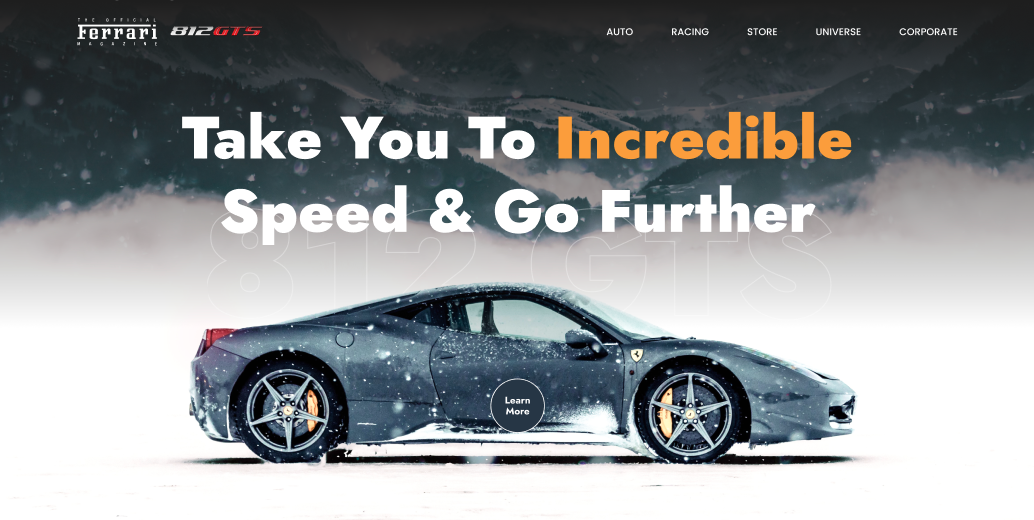 THE OFFICIAL
Ferrari
MAGAZINE
812GTS
AUTO
RACING
STORE
UNIVERSE
CORPORATE
Take You To Incredible
Speed & Go Further
812 GTS
Learn
More